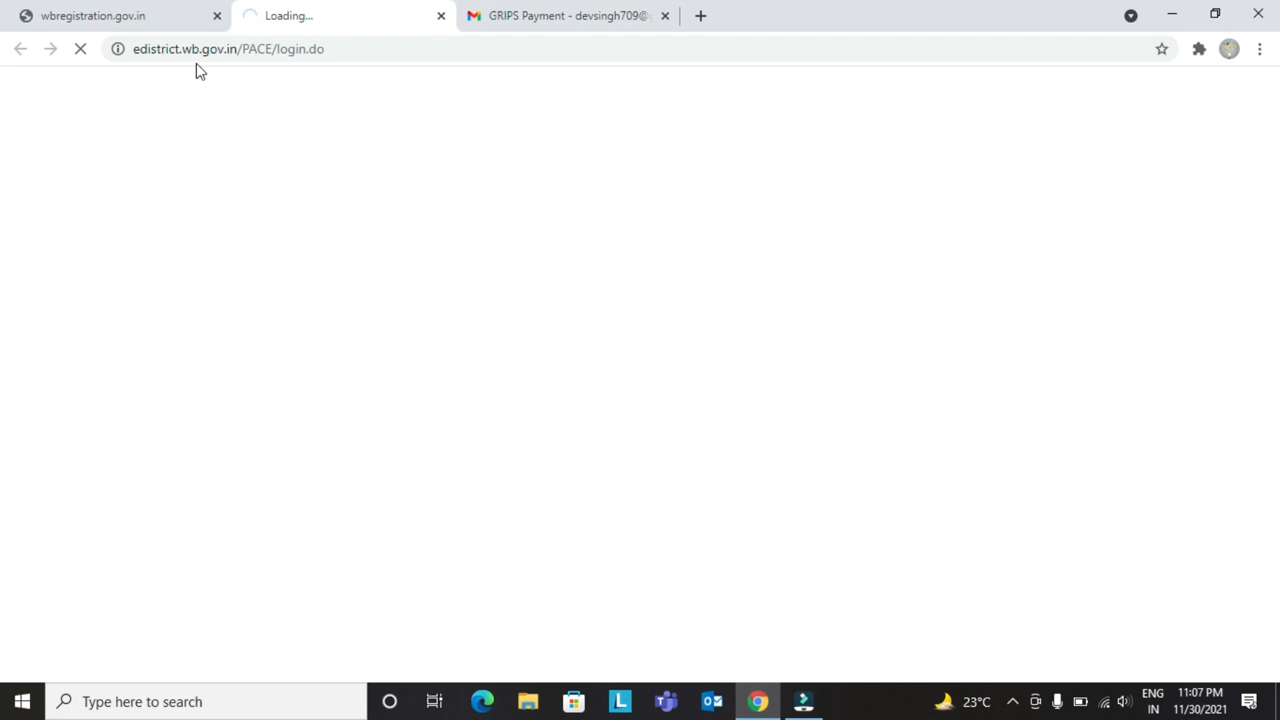 wbregistration.gov.in
Loading...
GRIPS Payment - devsingh709@
edistrict.wb.gov.in/PACE/login.do
Type here to search
23°C
ENG
IN
11:07 PM
11/30/2021